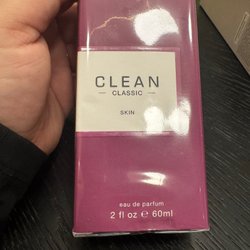 CLEAN
— CLASSIC —
SKIN
eau de parfum
2 fl oz ℮ 60ml